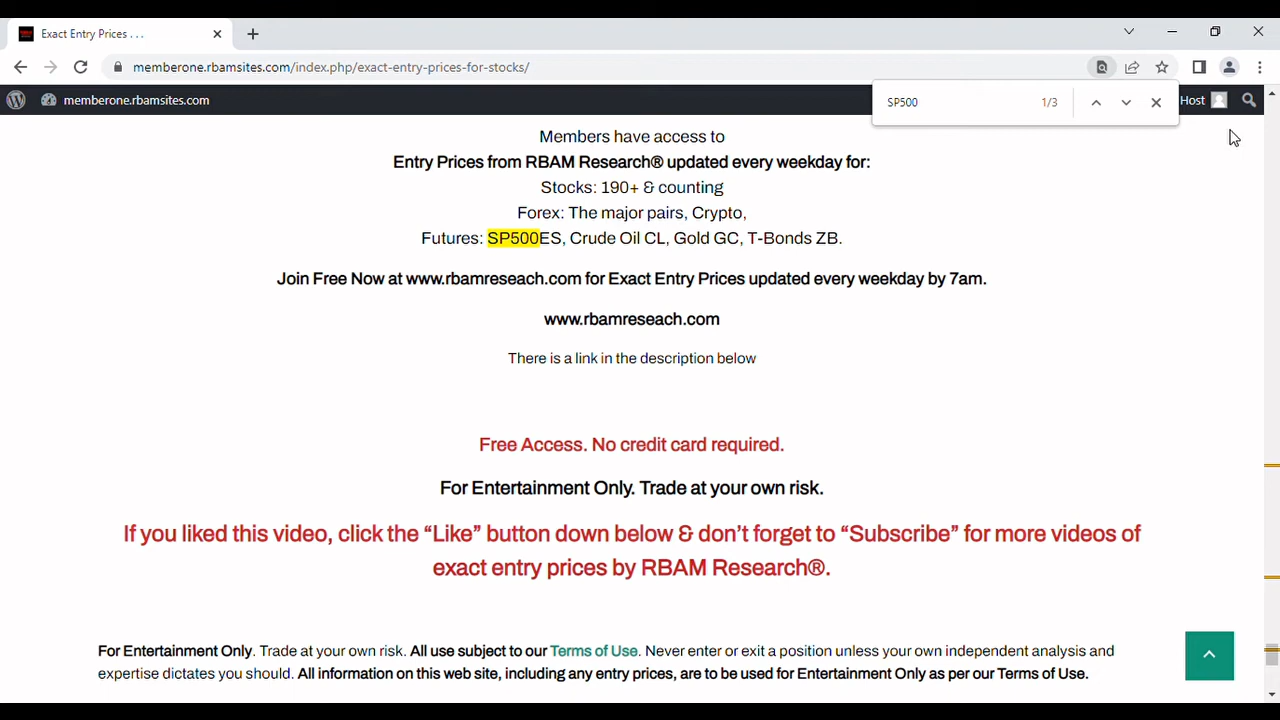 Exact Entry Prices . . .
memberone.rbamsites.com/index.php/exact-entry-prices-for-stocks/
memberone.rbamsites.com
SP500
1/3
Host
Members have access to
Entry Prices from RBAM Research® updated every weekday for:
Stocks: 190+ & counting
Forex: The major pairs, Crypto,
Futures: SP500ES, Crude Oil CL, Gold GC, T-Bonds ZB.
Join Free Now at www.rbamreseach.com for Exact Entry Prices updated every weekday by 7am.
www.rbamreseach.com
There is a link in the description below
Free Access. No credit card required.
For Entertainment Only. Trade at your own risk.
If you liked this video, click the “Like” button down below & don’t forget to “Subscribe” for more videos of
exact entry prices by RBAM Research®.
For Entertainment Only. Trade at your own risk. All use subject to our Terms of Use. Never enter or exit a position unless your own independent analysis and
expertise dictates you should. All information on this web site, including any entry prices, are to be used for Entertainment Only as per our Terms of Use.